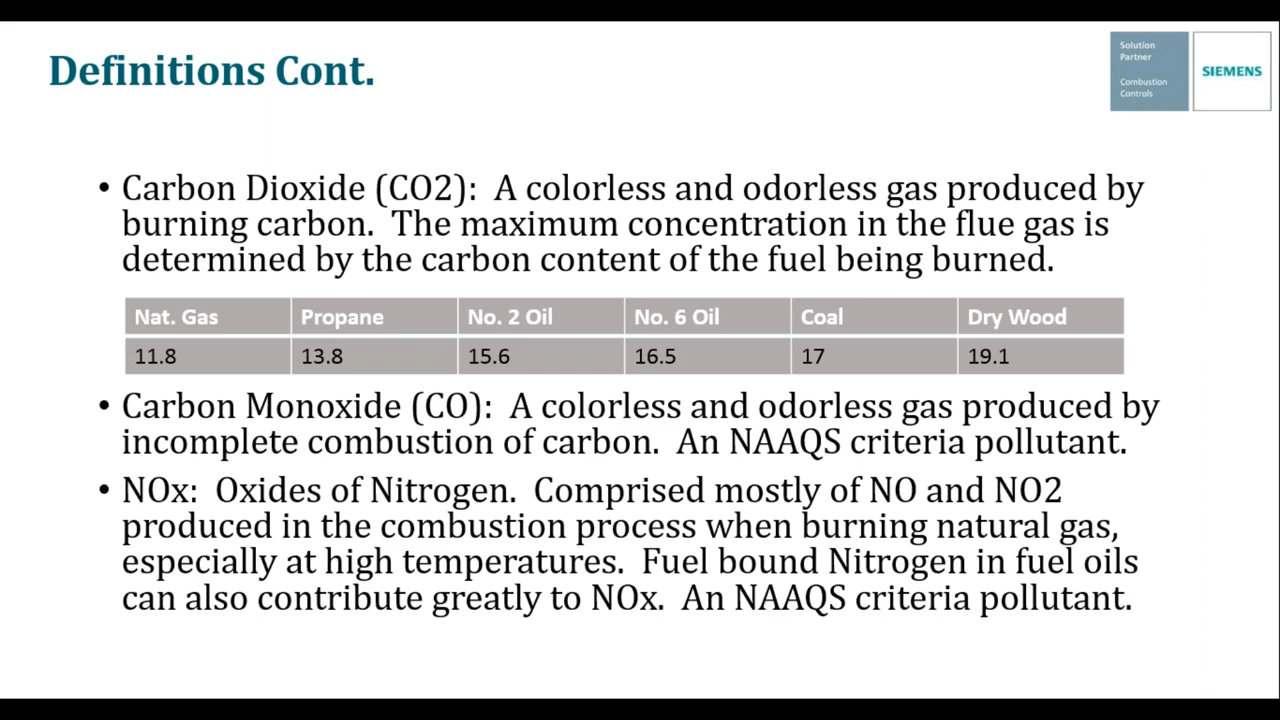 Definitions Cont.
Solution
Partner
Combustion
Controls
SIEMENS
• Carbon Dioxide (CO2):  A colorless and odorless gas produced by
burning carbon.  The maximum concentration in the flue gas is
determined by the carbon content of the fuel being burned.
Nat. Gas Propane No. 2 Oil No. 6 Oil Coal Dry Wood
11.8 13.8 15.6 16.5 17 19.1
• Carbon Monoxide (CO):  A colorless and odorless gas produced by
incomplete combustion of carbon.  An NAAQS criteria pollutant.
• NOx:  Oxides of Nitrogen.  Comprised mostly of NO and NO2
produced in the combustion process when burning natural gas,
especially at high temperatures.  Fuel bound Nitrogen in fuel oils
can also contribute greatly to NOx.  An NAAQS criteria pollutant.